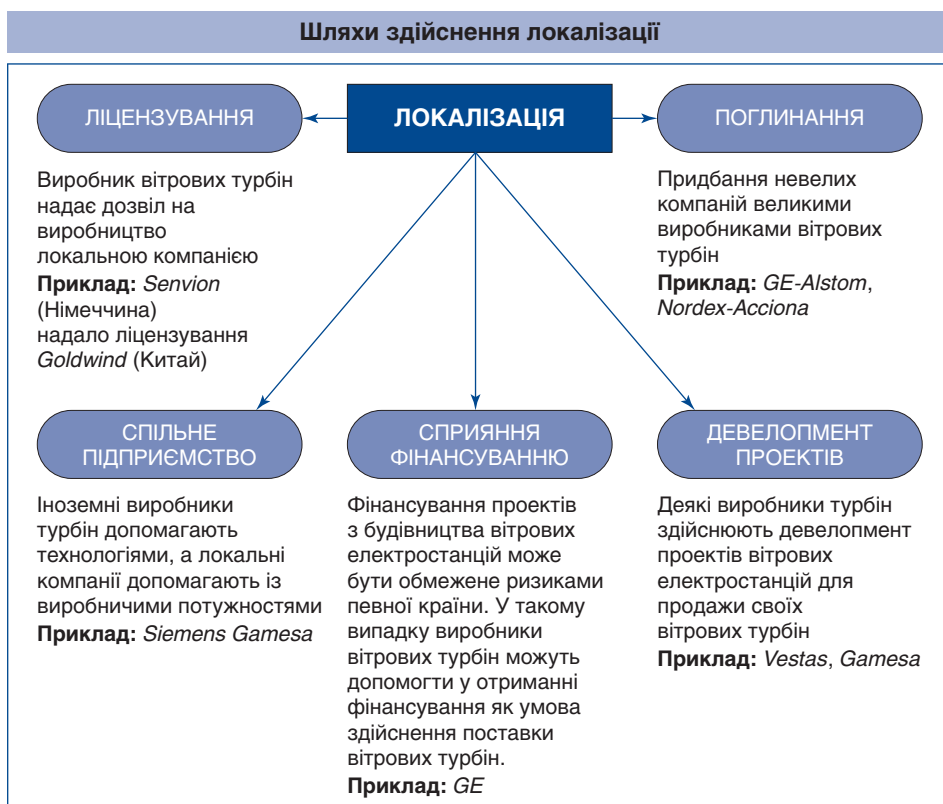 Шляхи здійснення локалізації
ЛІЦЕНЗУВАННЯ
ЛОКАЛІЗАЦІЯ
ПОГЛИНАННЯ
Виробник вітрових турбін
надає дозвіл на
виробництво
локальною компанією
Приклад: Senvion
(Німеччина)
надало ліцензування
Goldwind (Китай)
Придбання невелих
компаній великими
виробниками вітрових
турбін
Приклад: GE-Alstom,
Nordex-Acciona
СПІЛЬНЕ
ПІДПРИЄМСТВО
Іноземні виробники
турбін допомагають
технологіями, а локальні
компанії допомагають із
виробничими потужностями
Приклад: Siemens Gamesa
СПРИЯННЯ
ФІНАНСУВАННЮ
Фінансування проектів
з будівництва вітрових
електростанцій може
бути обмежене ризиками
певної країни. У такому
випадку виробники
вітрових турбін можуть
допомогти у отриманні
фінансування як умова
здійснення поставки
вітрових турбін.
Приклад: GE
ДЕВЕЛОПМЕНТ
ПРОЕКТІВ
Деякі виробники турбін
здійснюють девелопмент
проектів вітрових
електростанцій для
продажи своїх
вітрових турбін
Приклад: Vestas, Gamesa